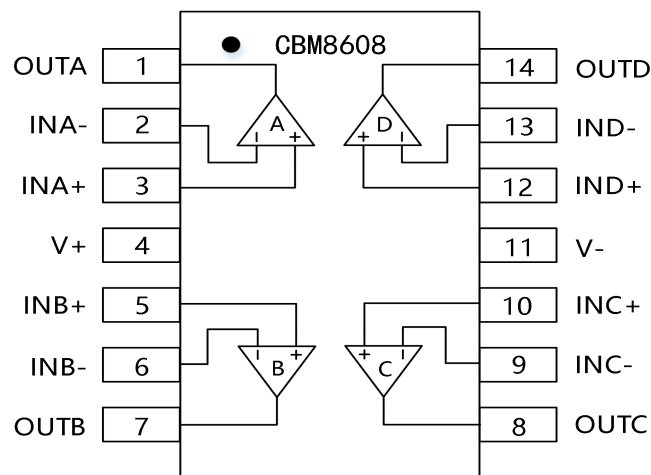 CBM8608
OUTA 1 14 OUTD
INA- 2 A D 13 IND-
- + + -
INA+ 3 12 IND+
V+ 4 11 V-
INB+ 5 10 INC+
- + + -
INB- 6 B C 9 INC-
OUTB 7 8 OUTC